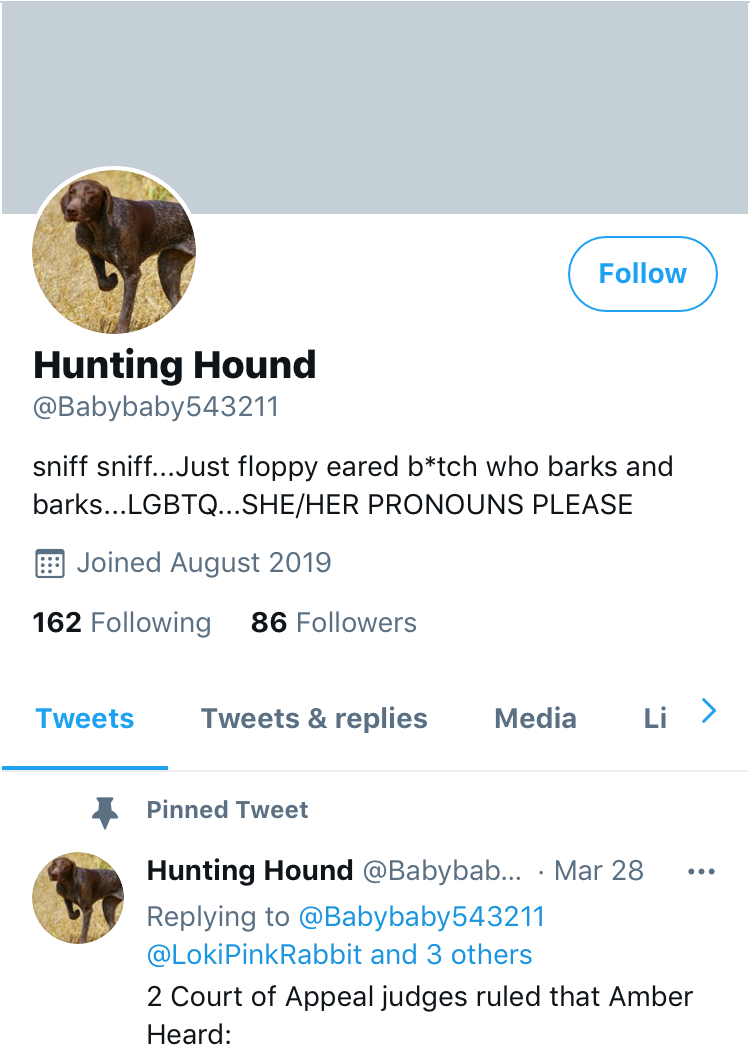 Follow
Hunting Hound
@Babybaby543211
sniff sniff...Just floppy eared b*tch who barks and
barks...LGBTQ...SHE/HER PRONOUNS PLEASE
Joined August 2019
162 Following 86 Followers
Tweets Tweets & replies Media Li
Pinned Tweet
Hunting Hound @Babybab... · Mar 28
Replying to @Babybaby543211
@LokiPinkRabbit and 3 others
2 Court of Appeal judges ruled that Amber
Heard: